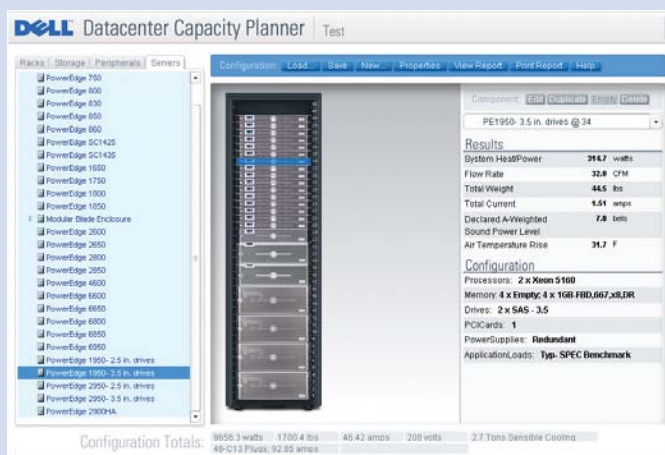 DELL Datacenter Capacity Planner Test
Racks Storage Peripherals Servers
Configuration: Load... Save New... Properties View Report Print Report Help
PowerEdge 750
PowerEdge 800
PowerEdge 830
PowerEdge 850
PowerEdge 860
PowerEdge SC1425
PowerEdge SC1435
PowerEdge 1650
PowerEdge 1750
PowerEdge 1800
PowerEdge 1850
Modular Blade Enclosure
PowerEdge 2600
PowerEdge 2650
PowerEdge 2800
PowerEdge 2850
PowerEdge 4600
PowerEdge 6600
PowerEdge 6650
PowerEdge 6800
PowerEdge 6850
PowerEdge 6950
PowerEdge 1950- 2.5 in. drives
PowerEdge 1950- 3.5 in. drives
PowerEdge 2950- 2.5 in. drives
PowerEdge 2950- 3.5 in. drives
PowerEdge 2900HA
Component: Edit Duplicate Empty Delete
PE1950- 3.5 in. drives @ 34
Results
System Heat/Power 314.7 watts
Flow Rate 32.0 CFM
Total Weight 44.5 lbs
Total Current 1.51 amps
Declared A-Weighted 7.0 bels
Sound Power Level
Air Temperature Rise 31.7 F
Configuration
Processors: 2 x Xeon 5160
Memory: 4 x Empty; 4 x 1GB-FBD,667,x8,DR
Drives: 2 x SAS - 3.5
PCICards: 1
PowerSupplies: Redundant
ApplicationLoads: Typ- SPEC Benchmark
Configuration Totals: 9656.3 watts 1700.4 lbs 46.42 amps 208 volts 2.7 Tons Sensible Cooling
46-C13 Plugs; 92.85 amps